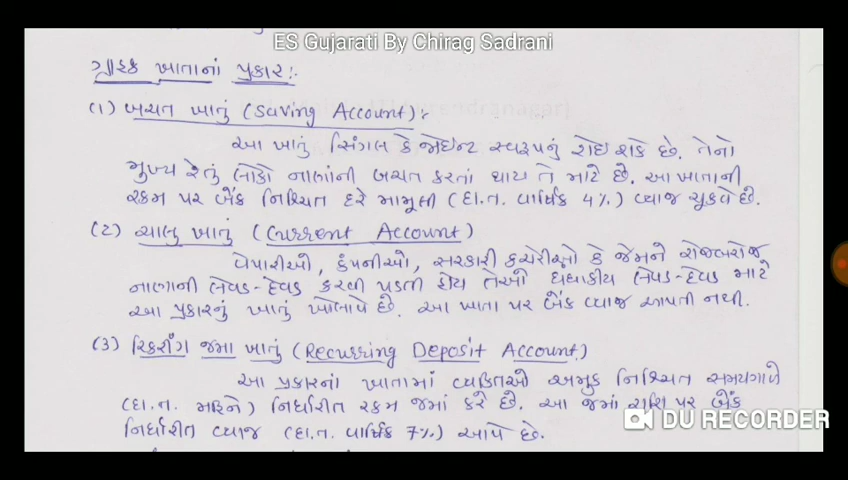 ES Gujarati By Chirag Sadrani
ગ્રાહક ખાતાનાં પ્રકાર:-
(૧) બચત ખાતું (Saving Account):-
આ ખાતું સિંગલ કે જોઈન્ટ સ્વરૂપનું હોઈ શકે છે. તેનો
મુખ્ય હેતું લોકો નાણાંની બચત કરતાં થાય તે માટે છે. આ ખાતાની
રકમ પર બેંક નિશ્ચિત દરે મામૂલી (દા.ત. વાર્ષિક 4%) વ્યાજ ચૂકવે છે.
(૨) ચાલુ ખાતું (Current Account)
વેપારીઓ, કંપનીઓ, સરકારી કચેરીઓ કે જેમને રોજબરોજ
નાણાની લેવડ-દેવડ કરવી પડતી હોય તેઓ ધંધાકીય લેવડ-દેવડ માટે
આ પ્રકારનું ખાતું ખોલાવે છે. આ ખાતા પર બેંક વ્યાજ આપતી નથી.
(૩) રિકરીંગ જમા ખાતું (Recurring Deposit Account)
આ પ્રકારનાં ખાતામાં વ્યક્તિઓ અમુક નિશ્ચિત સમયગાળે
(દા.ત. મહિને) નિર્ધારીત રકમ જમાં કરે છે. આ જમાં રાશિ પર બેંક
નિર્ધારીત વ્યાજ (દા.ત. વાર્ષિક 7%) આપે છે.
DU RECORDER